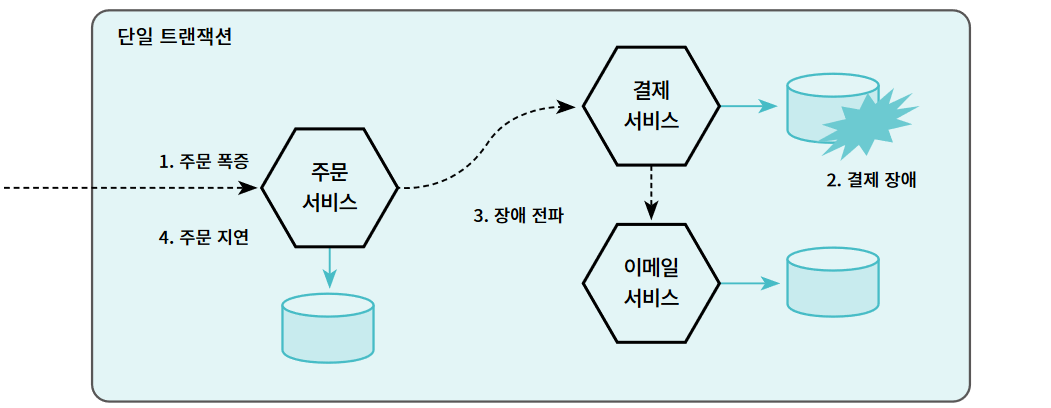 단일 트랜잭션
결제
서비스
1. 주문 폭증
주문
서비스
2. 결제 장애
3. 장애 전파
4. 주문 지연
이메일
서비스